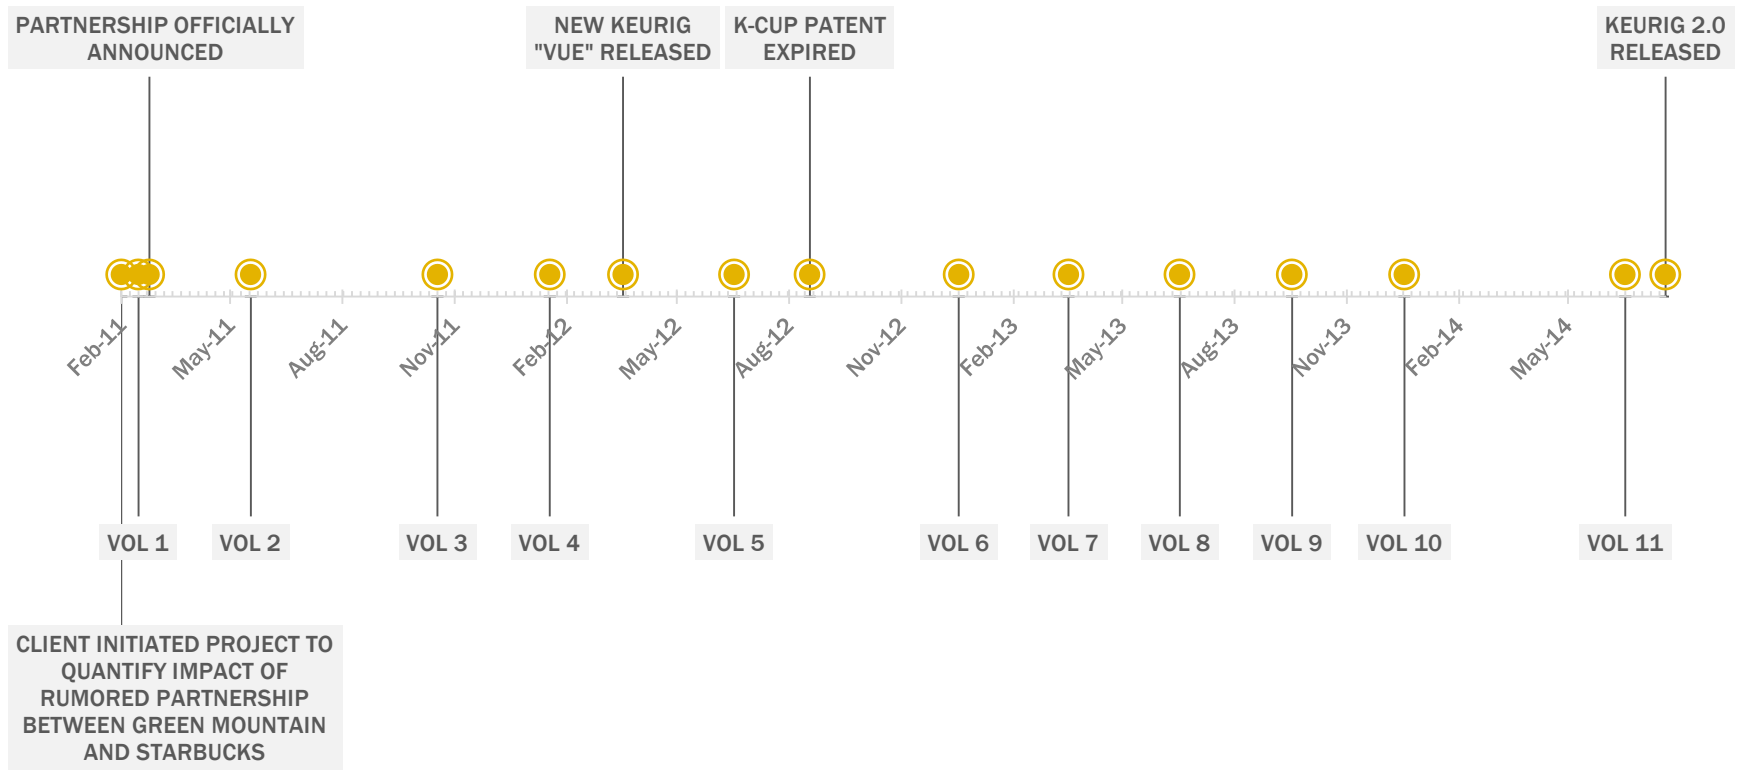 PARTNERSHIP OFFICIALLY
ANNOUNCED
NEW KEURIG
"VUE" RELEASED
K-CUP PATENT
EXPIRED
KEURIG 2.0
RELEASED
Feb-11
May-11
Aug-11
Nov-11
Feb-12
May-12
Aug-12
Nov-12
Feb-13
May-13
Aug-13
Nov-13
Feb-14
May-14
VOL 1
VOL 2
VOL 3
VOL 4
VOL 5
VOL 6
VOL 7
VOL 8
VOL 9
VOL 10
VOL 11
CLIENT INITIATED PROJECT TO
QUANTIFY IMPACT OF
RUMORED PARTNERSHIP
BETWEEN GREEN MOUNTAIN
AND STARBUCKS